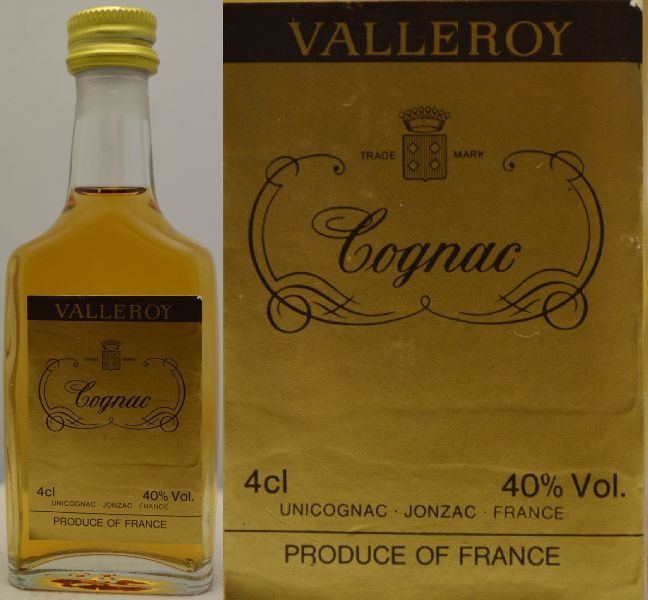 VALLEROY
TRADE MARK
Cognac
4cl 40% Vol.
UNICOGNAC · JONZAC · FRANCE
PRODUCE OF FRANCE
VALLEROY
TRADE MARK
Cognac
4cl 40% Vol.
UNICOGNAC · JONZAC · FRANCE
PRODUCE OF FRANCE